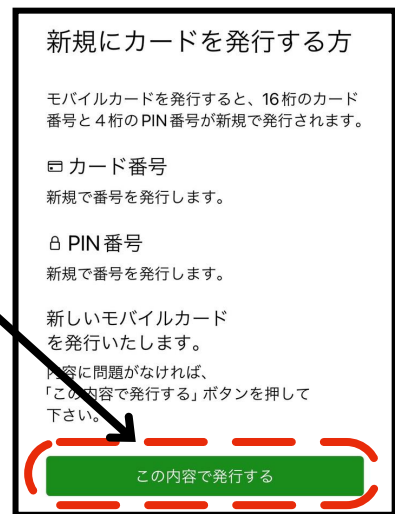 新規にカードを発行する方
モバイルカードを発行すると、16桁のカード
番号と4桁のPIN番号が新規で発行されます。
カード番号
新規で番号を発行します。
PIN番号
新規で番号を発行します。
新しいモバイルカード
を発行いたします。
内容に問題がなければ、
「この内容で発行する」ボタンを押して
下さい。
この内容で発行する